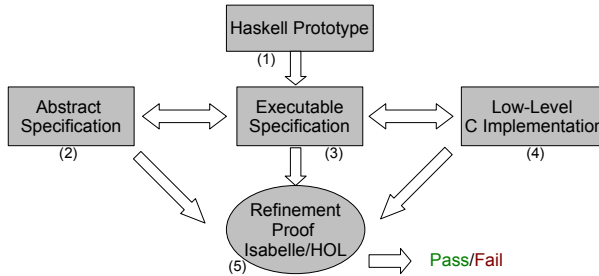 Haskell Prototype
(1)
Abstract
Specification
(2)
Executable
Specification
(3)
Low-Level
C Implementation
(4)
Refinement
Proof
Isabelle/HOL
(5)
Pass/Fail